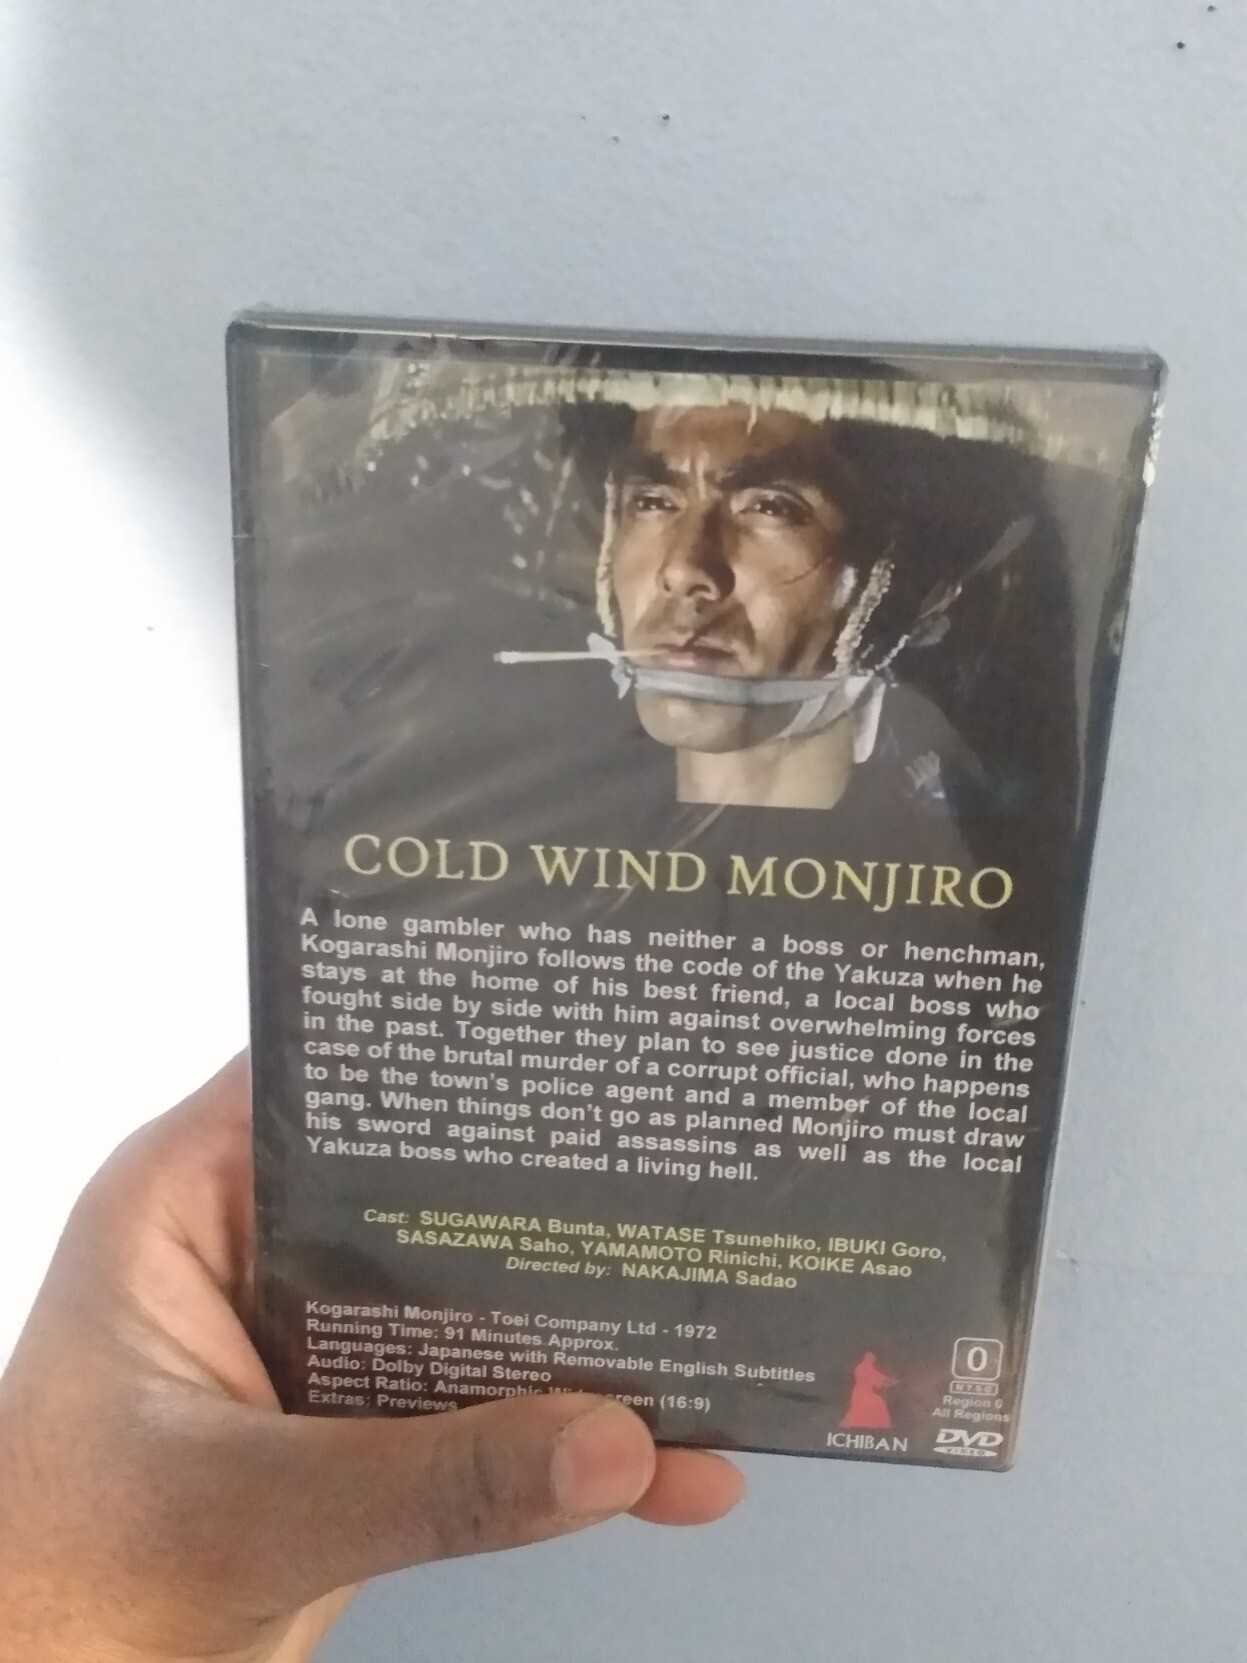 COLD WIND MONJIRO
A lone gambler who has neither a boss or henchman,
Kogarashi Monjiro follows the code of the Yakuza when he
stays at the home of his best friend, a local boss who
fought side by side with him against overwhelming forces
in the past. Together they plan to see justice done in the
case of the brutal murder of a corrupt official, who happens
to be the town's police agent and a member of the local
gang. When things don't go as planned Monjiro must draw
his sword against paid assassins as well as the local
Yakuza boss who created a living hell.
Cast: SUGAWARA Bunta, WATASE Tsunehiko, IBUKI Goro,
SASAZAWA Saho, YAMAMOTO Rinichi, KOIKE Asao
Directed by: NAKAJIMA Sadao
Kogarashi Monjiro - Toei Company Ltd - 1972
Running Time: 91 Minutes Approx.
Languages: Japanese with Removable English Subtitles
Audio: Dolby Digital Stereo
Aspect Ratio: Anamorphic (16:9)
Extras: Previews
ICHIBAN
0
NTSC
Region 0
All Regions
DVD
VIDEO